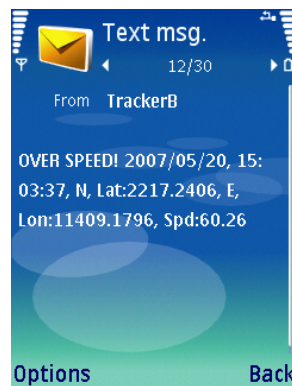 Text msg.
12/30
From TrackerB
OVER SPEED! 2007/05/20, 15:
03:37, N, Lat:2217.2406, E,
Lon:11409.1796, Spd:60.26
Options Back